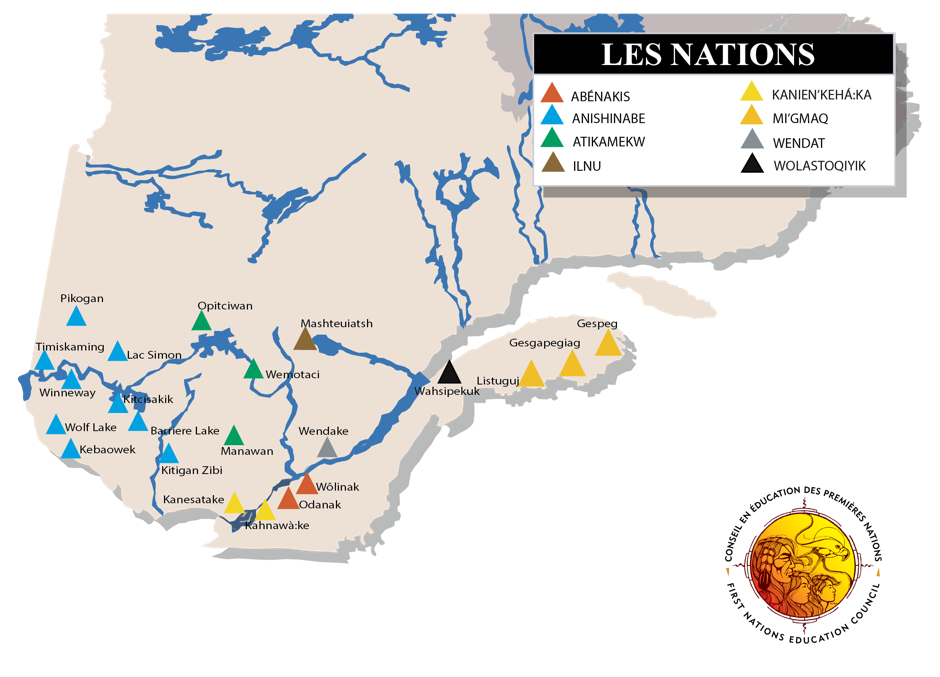 LES NATIONS
ABÉNAKIS
ANISHINABE
ATIKAMEKW
ILNU
KANIEN'KEHÁ:KA
MI'GMAQ
WENDAT
WOLASTOQIYIK
Pikogan
Opitciwan
Mashteuiatsh
Gespeg
Gesgapegiag
Timiskaming
Lac Simon
Wemotaci
Listuguj
Winneway
Kitcisakik
Wahsipekuk
Wolf Lake
Barriere Lake
Wendake
Kebaowek
Manawan
Kitigan Zibi
Wôlinak
Kanesatake
Odanak
Kahnawà:ke
CONSEIL EN ÉDUCATION DES PREMIÈRES NATIONS
FIRST NATIONS EDUCATION COUNCIL